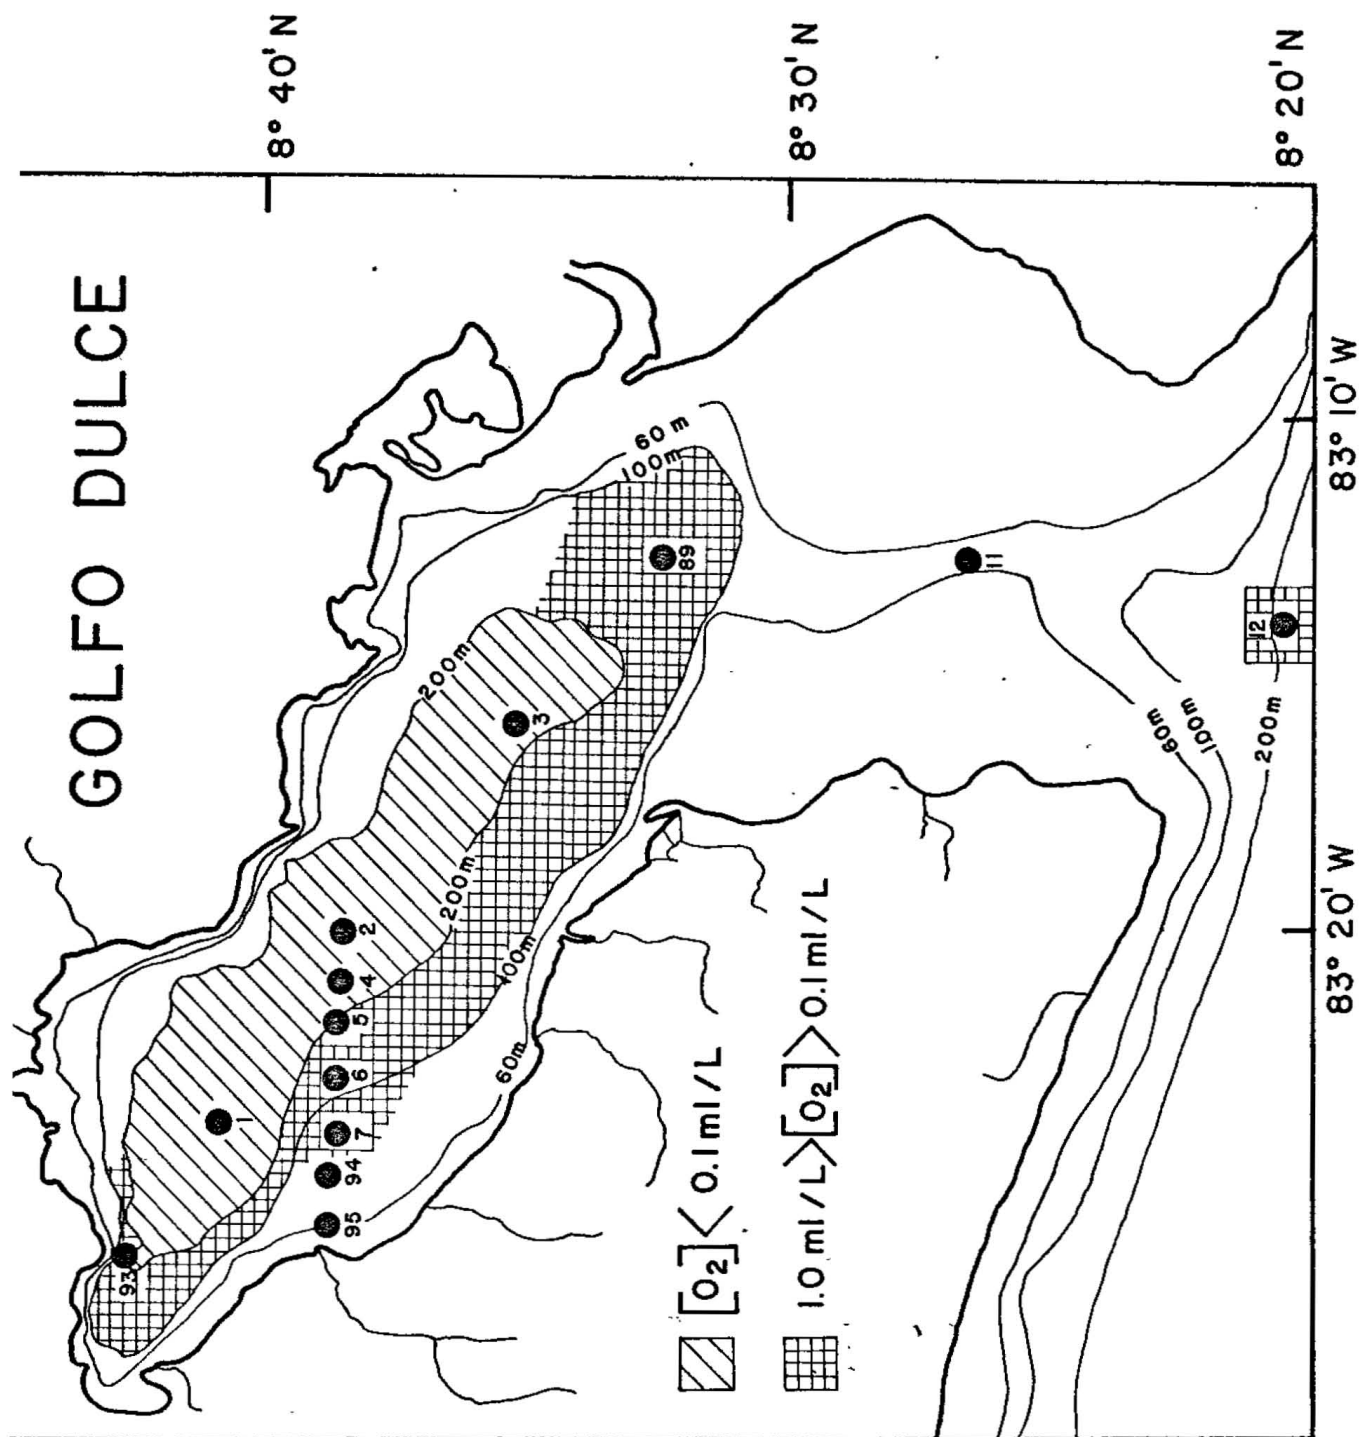 GOLFO DULCE
8° 40' N
8° 30' N
8° 20' N
83° 10' W
83° 20' W
60 m
100m
200m
200m
100m
60m
60m
100m
200m
93
1
95
94
7
6
5
4
2
3
89
11
12
[O₂] < 0.1 ml / L
1.0 ml / L > [O₂] > 0.1 ml / L